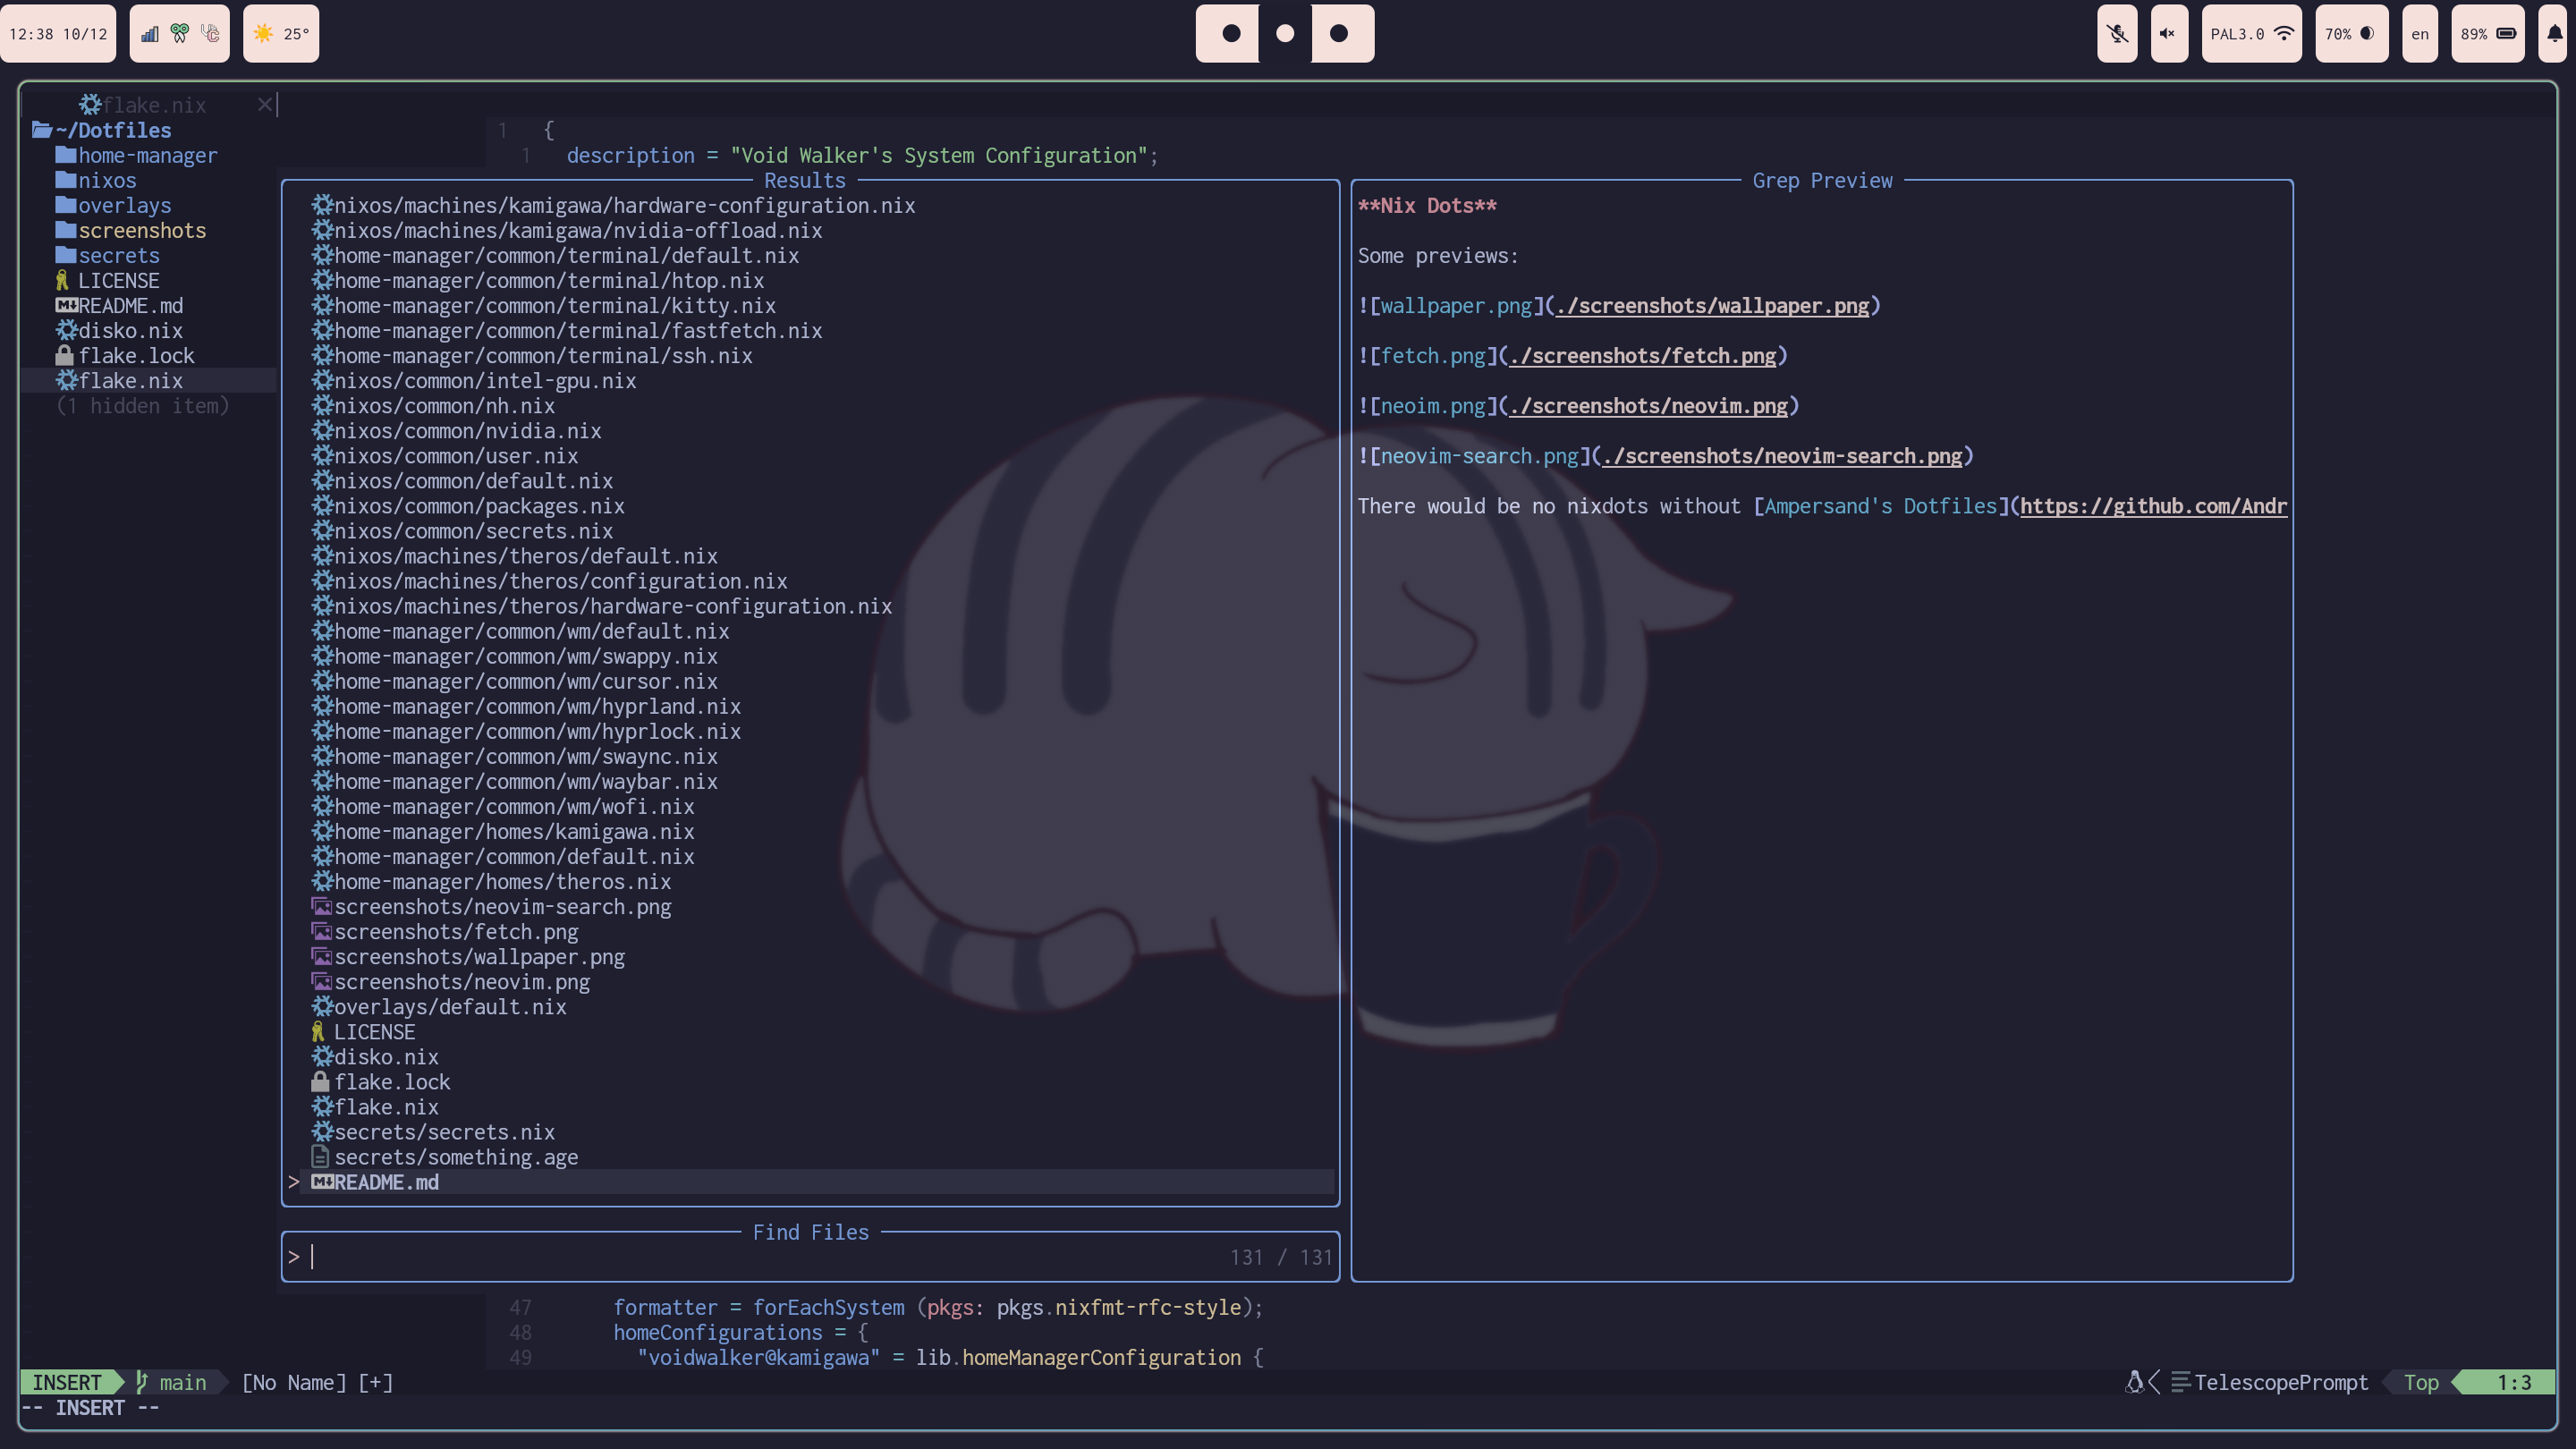 12:38 10/12
25°
PAL3.0
70%
en
89%
flake.nix
~/Dotfiles
home-manager
nixos
overlays
screenshots
secrets
LICENSE
README.md
disko.nix
flake.lock
flake.nix
(1 hidden item)
1 {
1 description = "Void Walker's System Configuration";
Results
nixos/machines/kamigawa/hardware-configuration.nix
nixos/machines/kamigawa/nvidia-offload.nix
home-manager/common/terminal/default.nix
home-manager/common/terminal/htop.nix
home-manager/common/terminal/kitty.nix
home-manager/common/terminal/fastfetch.nix
home-manager/common/terminal/ssh.nix
nixos/common/intel-gpu.nix
nixos/common/nh.nix
nixos/common/nvidia.nix
nixos/common/user.nix
nixos/common/default.nix
nixos/common/packages.nix
nixos/common/secrets.nix
nixos/machines/theros/default.nix
nixos/machines/theros/configuration.nix
nixos/machines/theros/hardware-configuration.nix
home-manager/common/wm/default.nix
home-manager/common/wm/swappy.nix
home-manager/common/wm/cursor.nix
home-manager/common/wm/hyprland.nix
home-manager/common/wm/hyprlock.nix
home-manager/common/wm/swaync.nix
home-manager/common/wm/waybar.nix
home-manager/common/wm/wofi.nix
home-manager/homes/kamigawa.nix
home-manager/common/default.nix
home-manager/homes/theros.nix
screenshots/neovim-search.png
screenshots/fetch.png
screenshots/wallpaper.png
screenshots/neovim.png
overlays/default.nix
LICENSE
disko.nix
flake.lock
flake.nix
secrets/secrets.nix
secrets/something.age
> README.md
Find Files
> 131 / 131
Grep Preview
**Nix Dots**
Some previews:
![wallpaper.png](./screenshots/wallpaper.png)
![fetch.png](./screenshots/fetch.png)
![neoim.png](./screenshots/neovim.png)
![neovim-search.png](./screenshots/neovim-search.png)
There would be no nixdots without [Ampersand's Dotfiles](https://github.com/Andr
47 formatter = forEachSystem (pkgs: pkgs.nixfmt-rfc-style);
48 homeConfigurations = {
49 "voidwalker@kamigawa" = lib.homeManagerConfiguration {
INSERT main [No Name] [+] TelescopePrompt Top 1:3
-- INSERT --